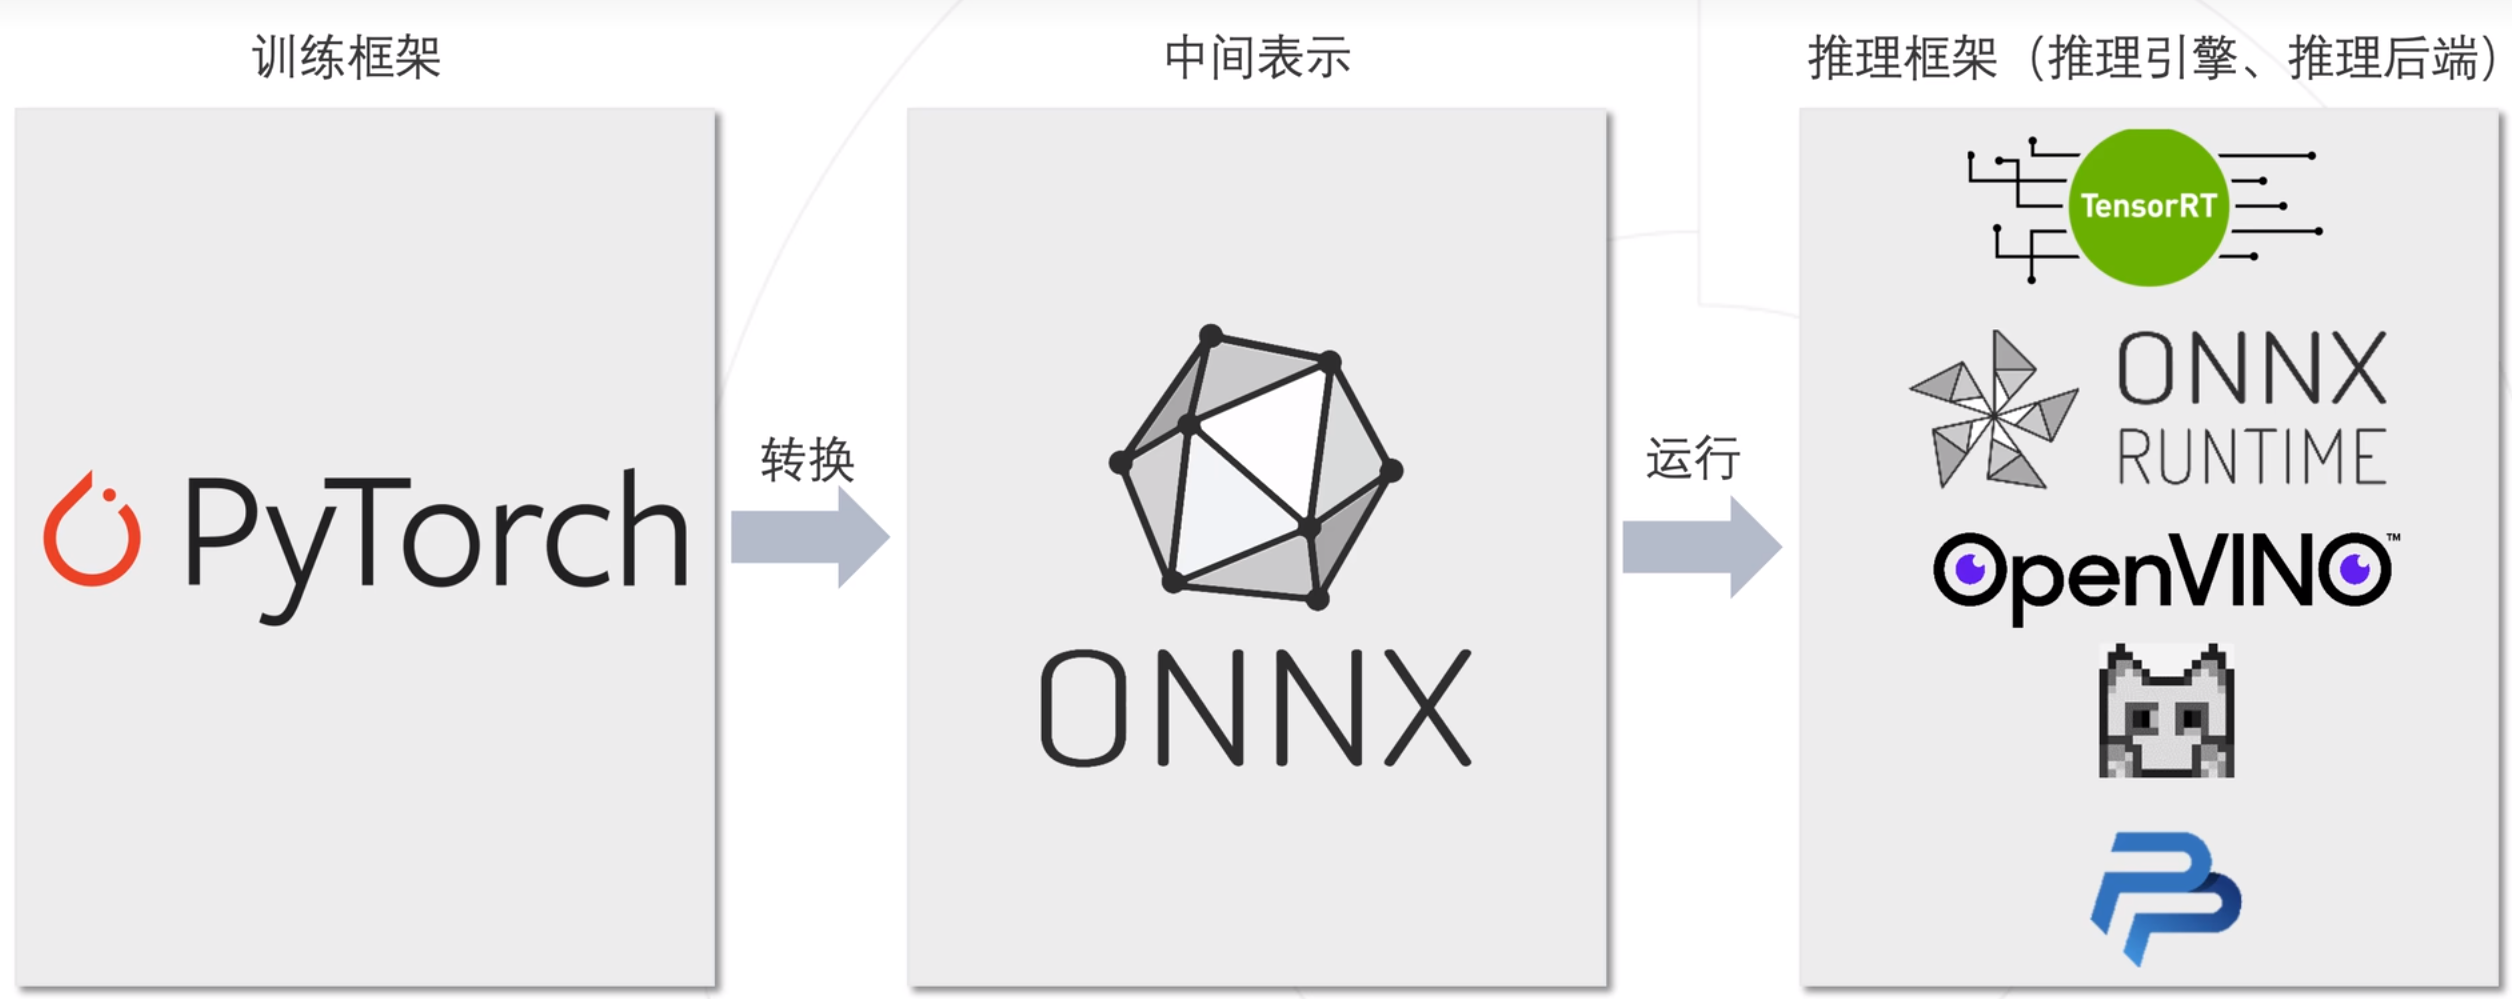 训练框架
中间表示
推理框架（推理引擎、推理后端）
PyTorch
转换
ONNX
运行
TensorRT
ONNX
RUNTIME
OpenVINO™